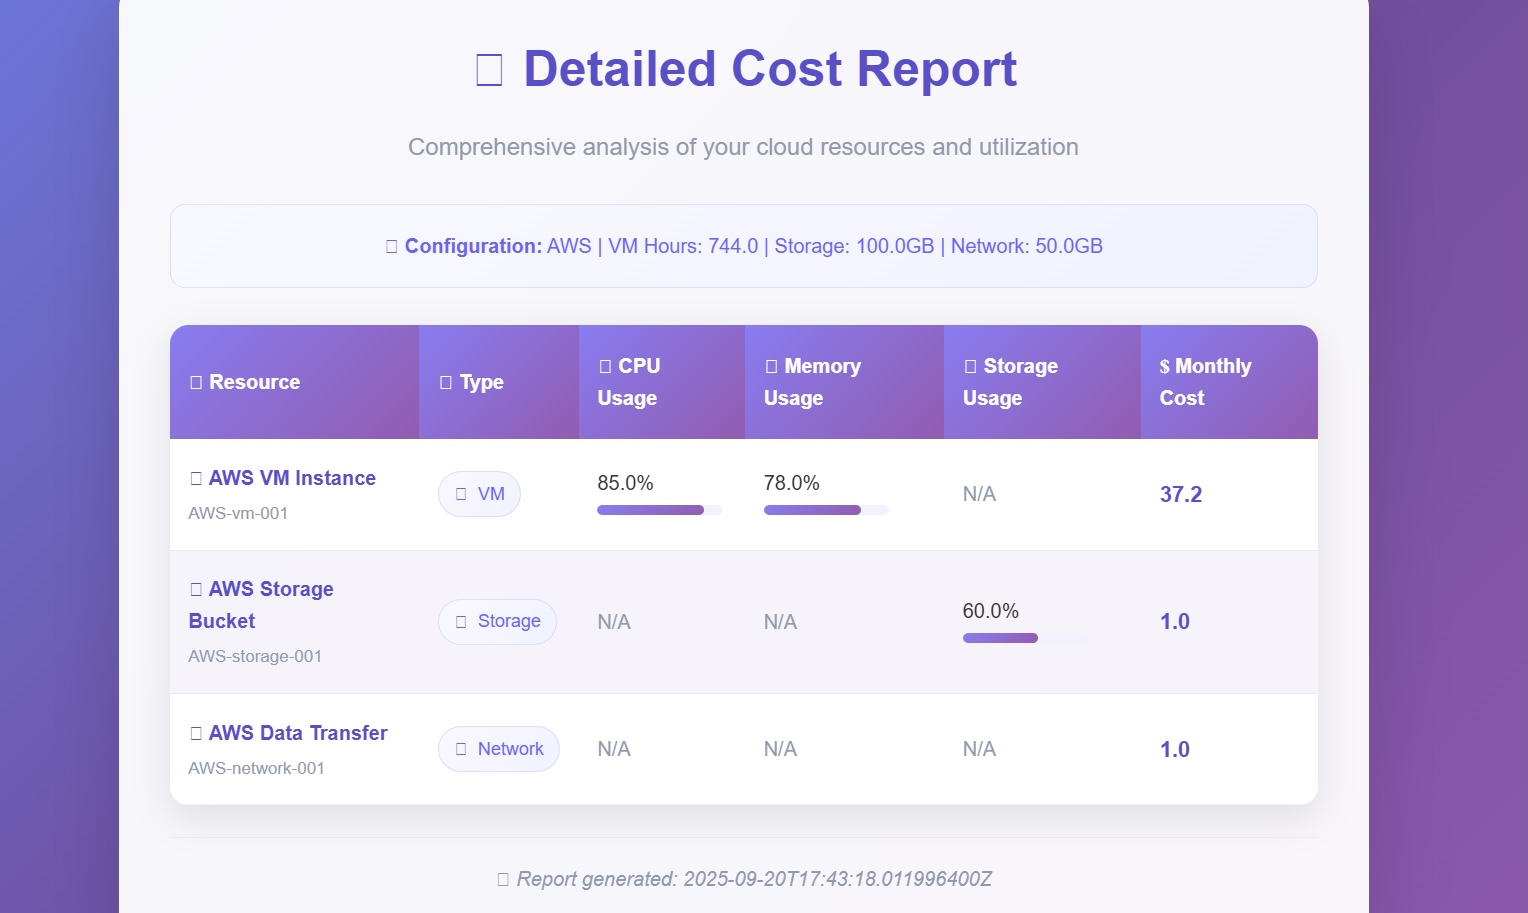 Detailed Cost Report
Comprehensive analysis of your cloud resources and utilization
Configuration: AWS | VM Hours: 744.0 | Storage: 100.0GB | Network: 50.0GB
Resource
Type
CPU
Usage
Memory
Usage
Storage
Usage
$ Monthly
Cost
AWS VM Instance
AWS-vm-001
VM
85.0%
78.0%
N/A
37.2
AWS Storage
Bucket
AWS-storage-001
Storage
N/A
N/A
60.0%
1.0
AWS Data Transfer
AWS-network-001
Network
N/A
N/A
N/A
1.0
Report generated: 2025-09-20T17:43:18.011996400Z